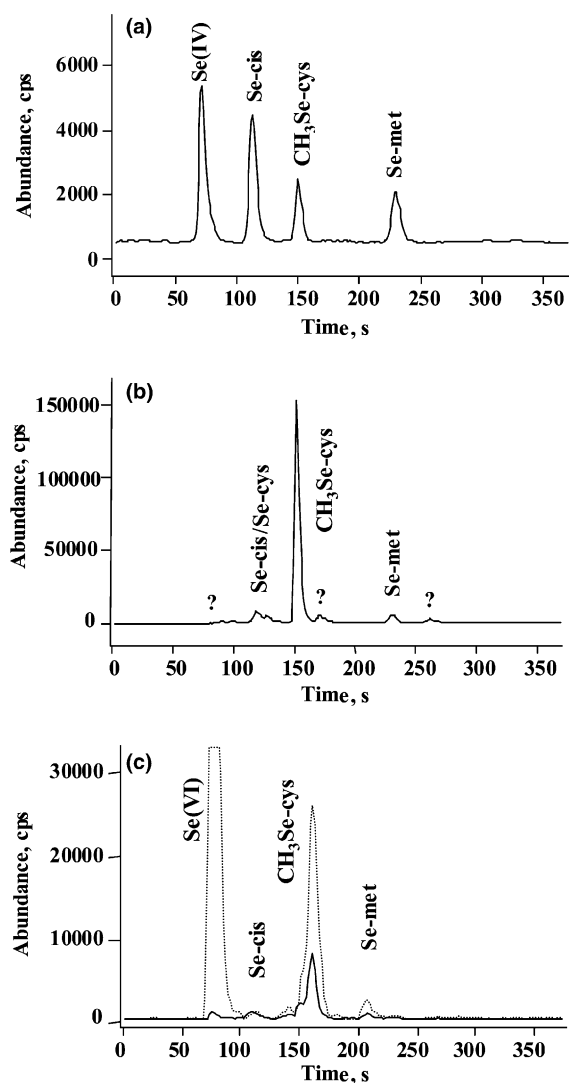 (a)
Se(IV)
Se-cis
CH₃Se-cys
Se-met
Abundance, cps
6000
4000
2000
0
0 50 100 150 200 250 300 350
Time, s
(b)
Se-cis/Se-cys
CH₃Se-cys
Se-met
? ? ?
Abundance, cps
150000
100000
50000
0
0 50 100 150 200 250 300 350
Time, s
(c)
Se(VI)
Se-cis
CH₃Se-cys
Se-met
Abundance, cps
30000
20000
10000
0
0 50 100 150 200 250 300 350
Time, s